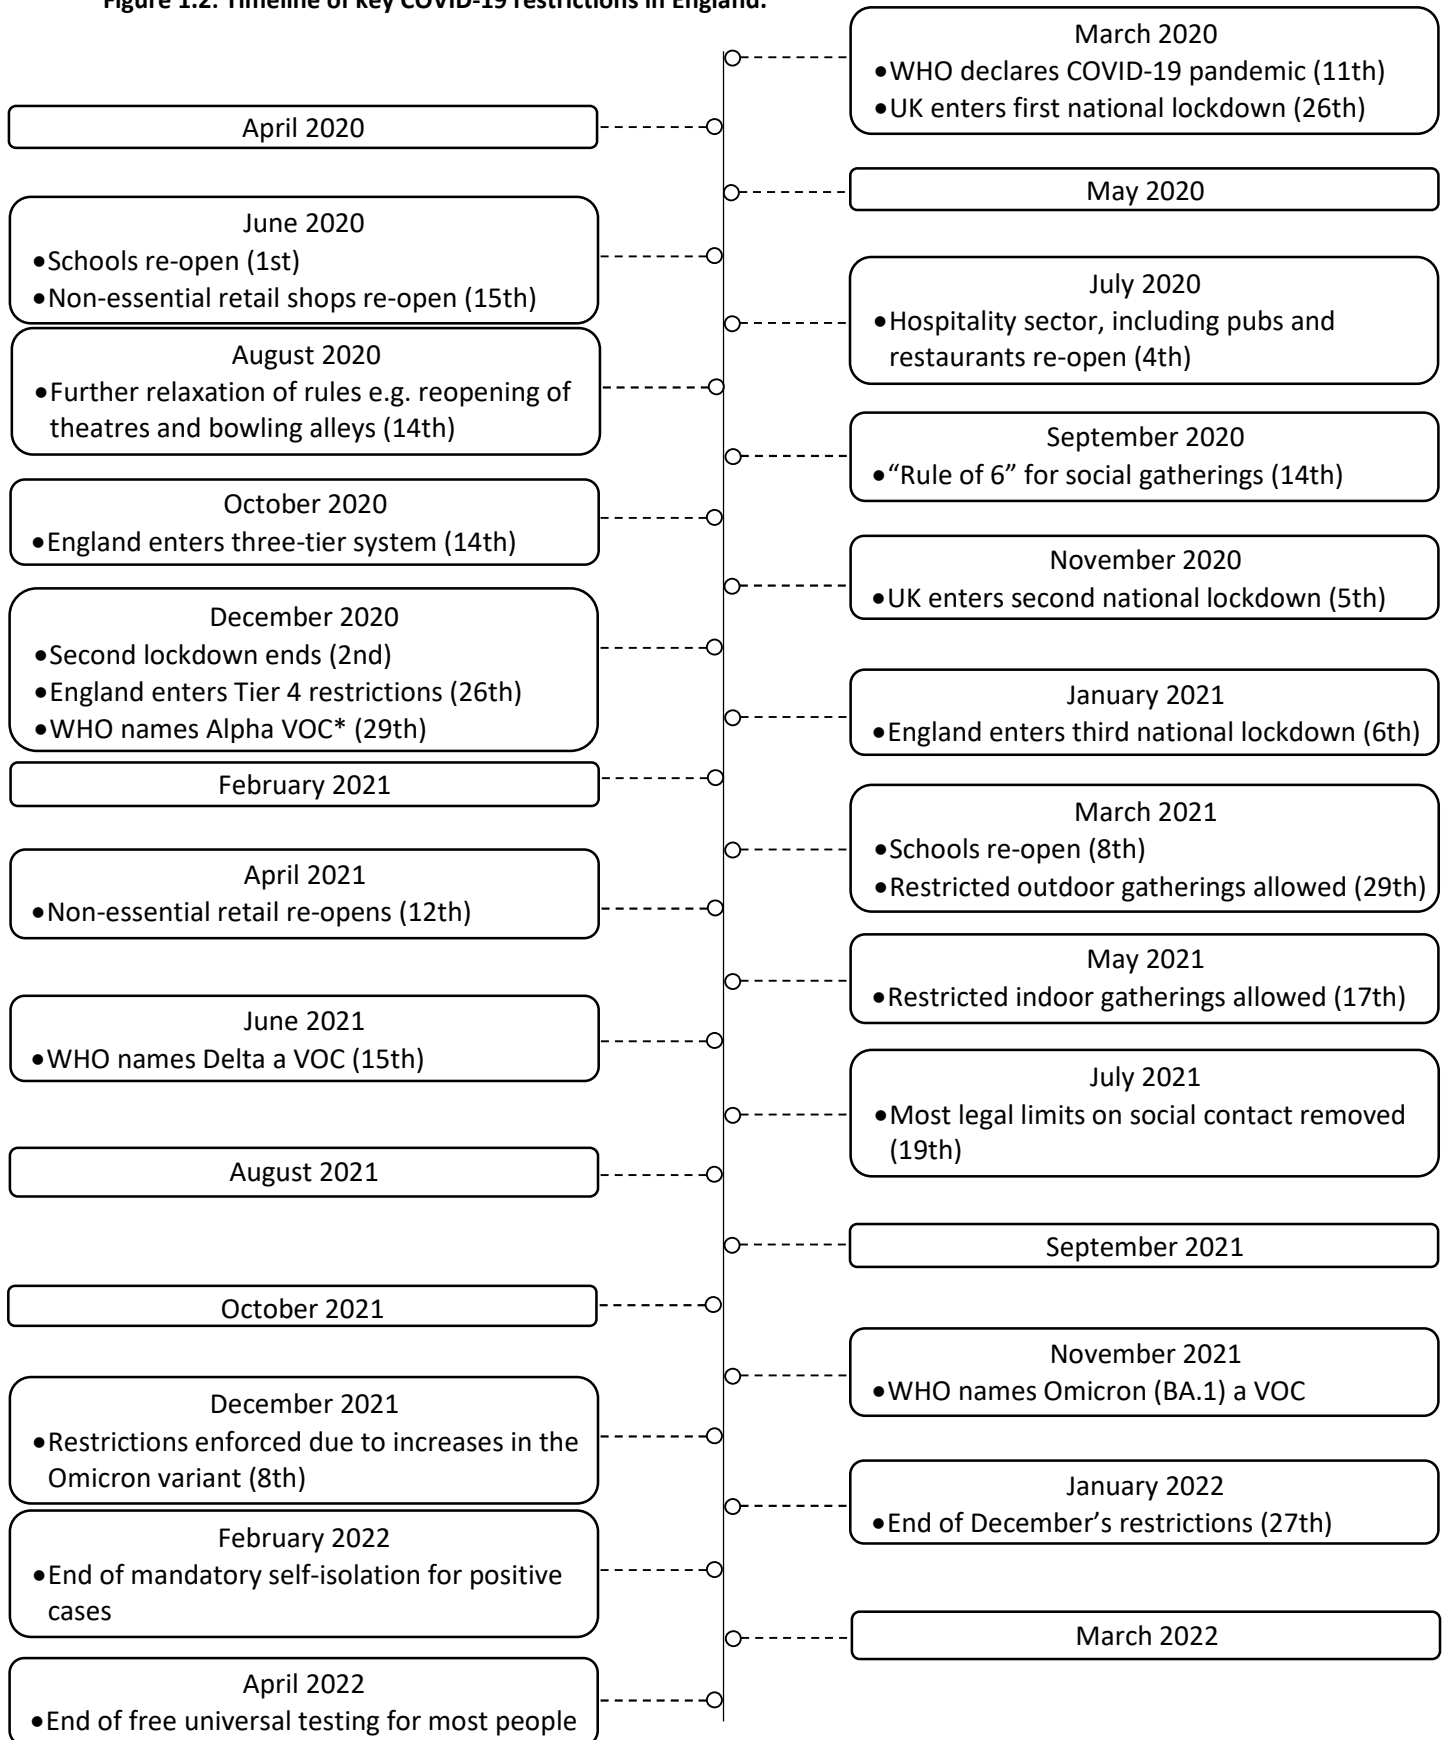 Figure 1.2. Timeline of key COVID-19 restrictions in England.
March 2020
•WHO declares COVID-19 pandemic (11th)
•UK enters first national lockdown (26th)
April 2020
May 2020
June 2020
•Schools re-open (1st)
•Non-essential retail shops re-open (15th)
July 2020
•Hospitality sector, including pubs and
restaurants re-open (4th)
August 2020
•Further relaxation of rules e.g. reopening of
theatres and bowling alleys (14th)
September 2020
•“Rule of 6” for social gatherings (14th)
October 2020
•England enters three-tier system (14th)
November 2020
•UK enters second national lockdown (5th)
December 2020
•Second lockdown ends (2nd)
•England enters Tier 4 restrictions (26th)
•WHO names Alpha VOC* (29th)
January 2021
•England enters third national lockdown (6th)
February 2021
March 2021
•Schools re-open (8th)
•Restricted outdoor gatherings allowed (29th)
April 2021
•Non-essential retail re-opens (12th)
May 2021
•Restricted indoor gatherings allowed (17th)
June 2021
•WHO names Delta a VOC (15th)
July 2021
•Most legal limits on social contact removed
(19th)
August 2021
September 2021
October 2021
November 2021
•WHO names Omicron (BA.1) a VOC
December 2021
•Restrictions enforced due to increases in the
Omicron variant (8th)
January 2022
•End of December’s restrictions (27th)
February 2022
•End of mandatory self-isolation for positive
cases
March 2022
April 2022
•End of free universal testing for most people